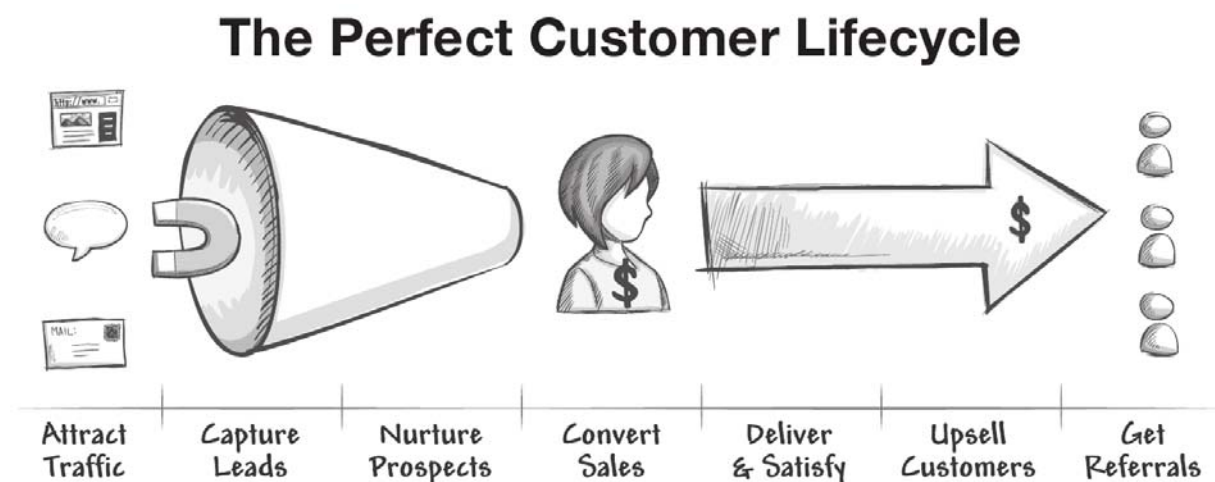 The Perfect Customer Lifecycle
http://www.
MAIL:
$
$
Attract
Traffic
Capture
Leads
Nurture
Prospects
Convert
Sales
Deliver
& Satisfy
Upsell
Customers
Get
Referrals